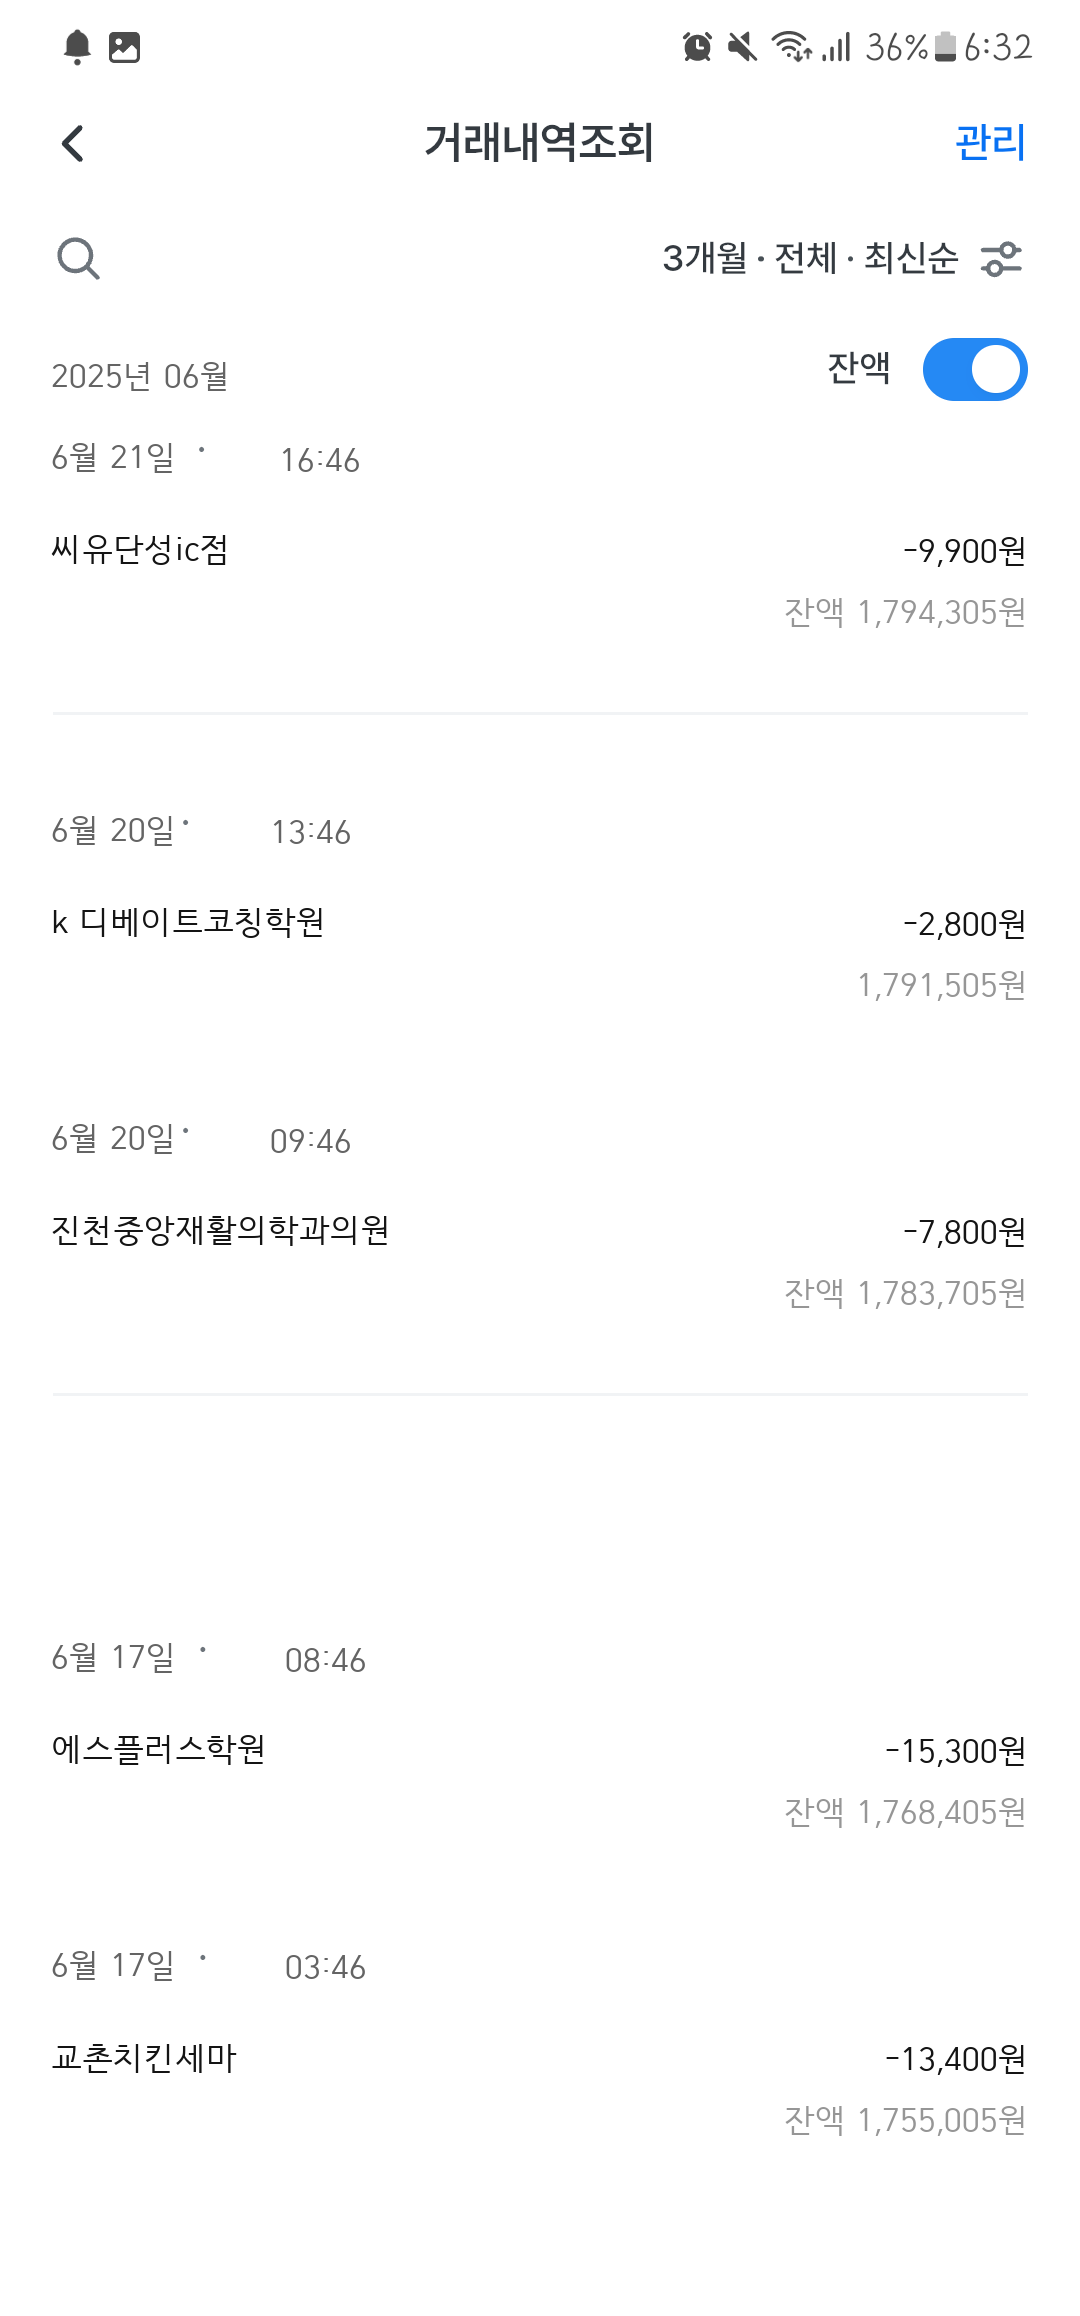 36% 6:32
거래내역조회 관리
3개월 · 전체 · 최신순
2025년 06월 잔액
6월 21일 · 16:46
씨유단성ic점 -9,900원
잔액 1,794,305원
6월 20일· 13:46
k 디베이트코칭학원 -2,800원
1,791,505원
6월 20일· 09:46
진천중앙재활의학과의원 -7,800원
잔액 1,783,705원
6월 17일 · 08:46
에스플러스학원 -15,300원
잔액 1,768,405원
6월 17일 · 03:46
교촌치킨세마 -13,400원
잔액 1,755,005원